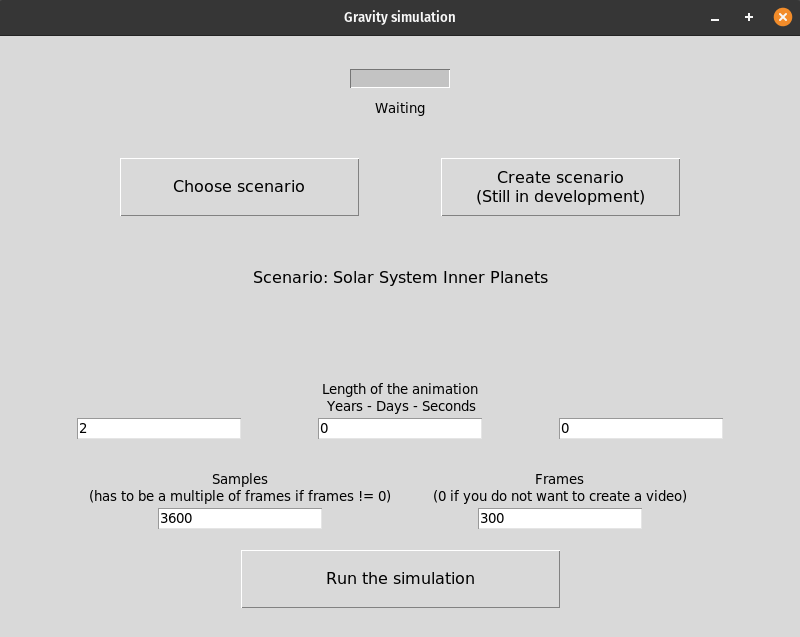 Gravity simulation
Waiting
Choose scenario
Create scenario
(Still in development)
Scenario: Solar System Inner Planets
Length of the animation
Years - Days - Seconds
2
0
0
Samples
(has to be a multiple of frames if frames != 0)
3600
Frames
(0 if you do not want to create a video)
300
Run the simulation